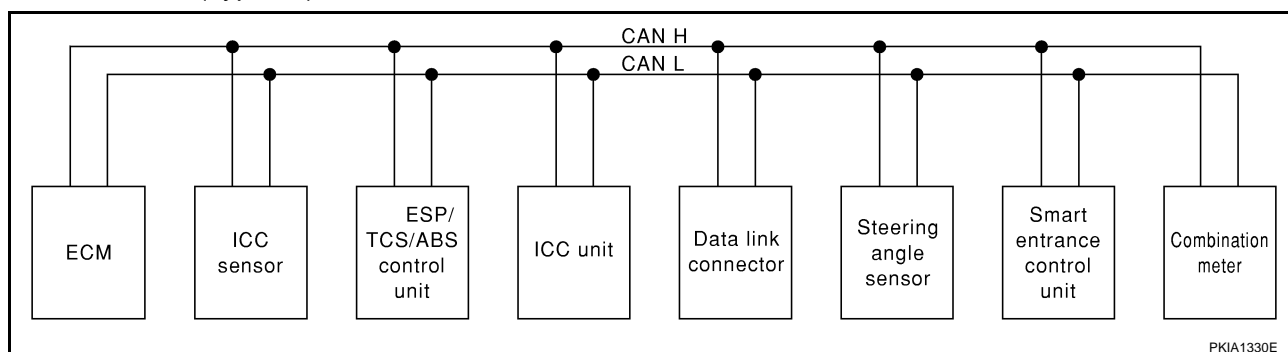 CAN H
CAN L
ECM
ICC
sensor
ESP/
TCS/ABS
control
unit
ICC unit
Data link
connector
Steering
angle
sensor
Smart
entrance
control
unit
Combination
meter
PKIA1330E